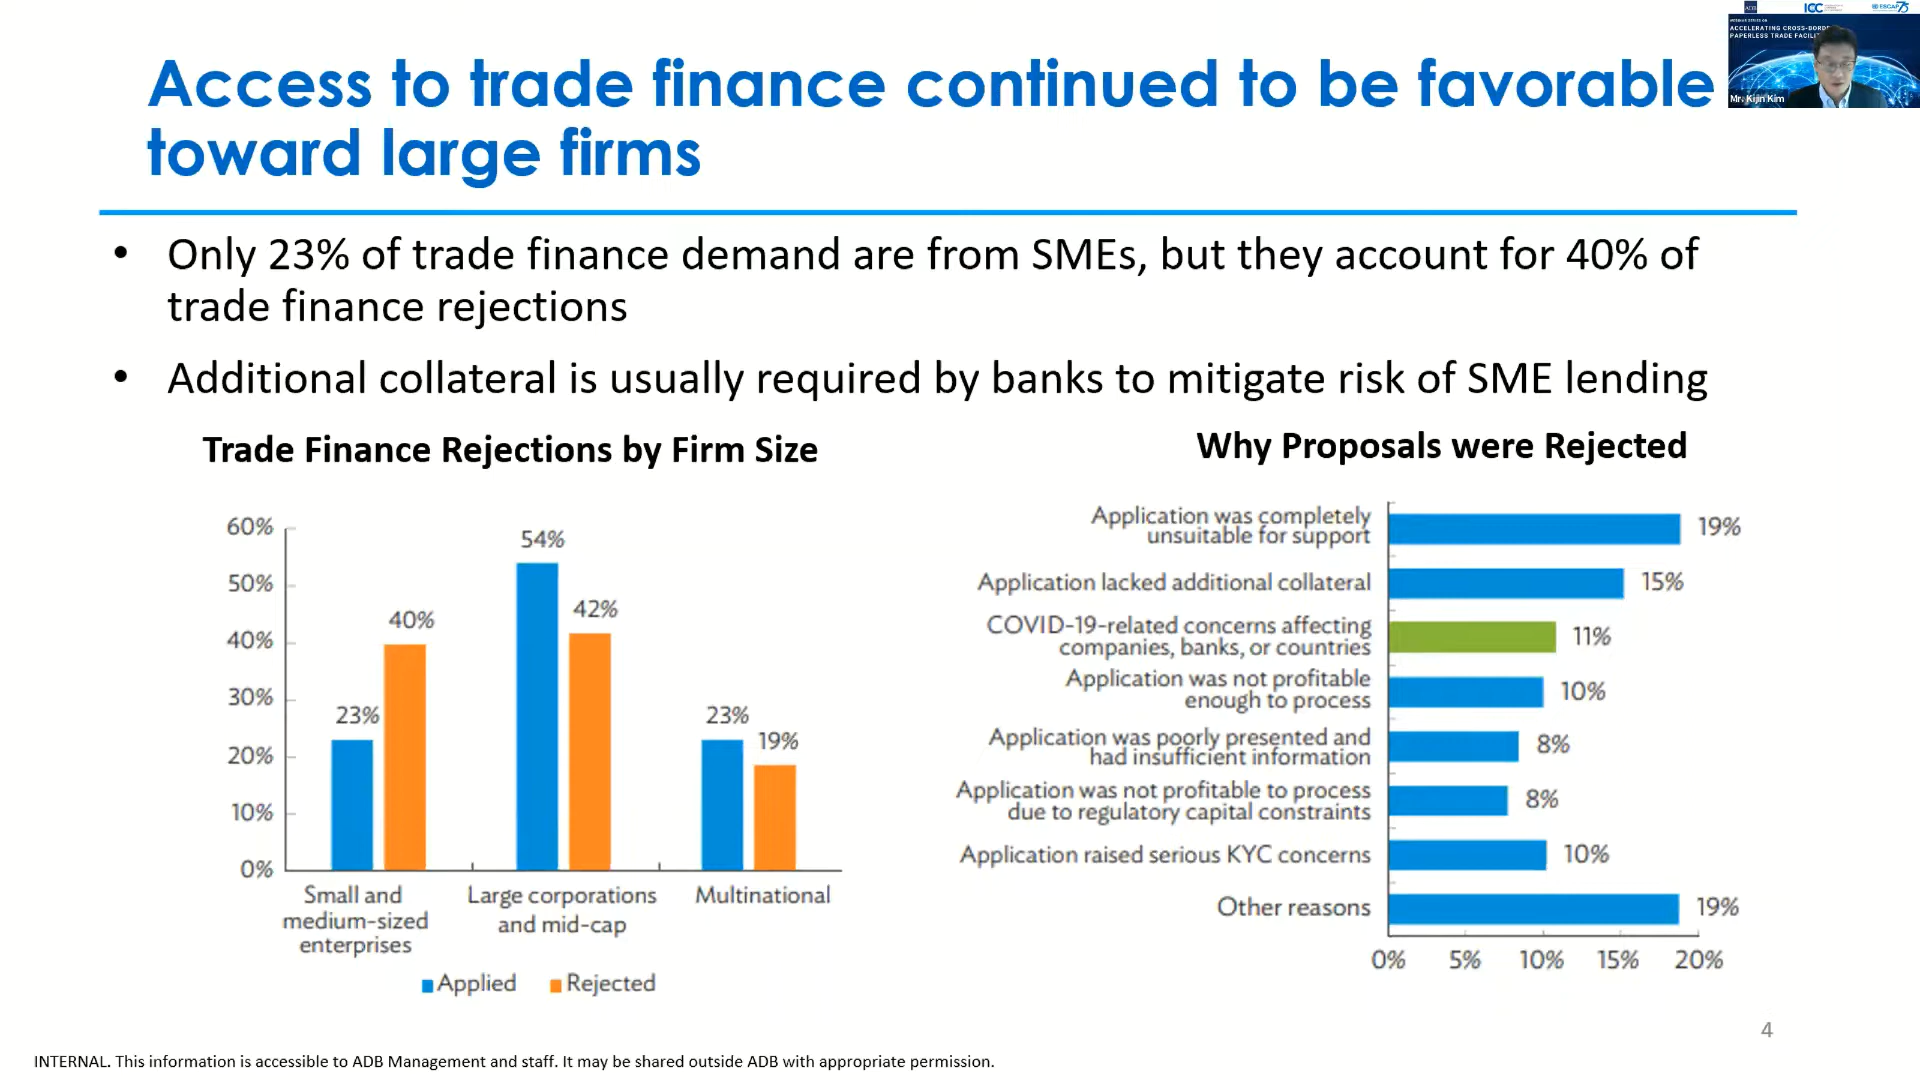 Access to trade finance continued to be favorable
toward large firms
ICC
ESCAP75
ACCELERATING CROSS-BORD
PAPERLESS TRADE FACILI
Mr. Kijin Kim
• Only 23% of trade finance demand are from SMEs, but they account for 40% of
trade finance rejections
• Additional collateral is usually required by banks to mitigate risk of SME lending
Trade Finance Rejections by Firm Size
60%
50%
40%
30%
20%
10%
0%
23%
40%
54%
42%
23%
19%
Small and
medium-sized
enterprises
Large corporations
and mid-cap
Multinational
Applied
Rejected
Why Proposals were Rejected
Application was completely
unsuitable for support
19%
Application lacked additional collateral
15%
COVID-19-related concerns affecting
companies, banks, or countries
11%
Application was not profitable
enough to process
10%
Application was poorly presented and
had insufficient information
8%
Application was not profitable to process
due to regulatory capital constraints
8%
Application raised serious KYC concerns
10%
Other reasons
19%
0% 5% 10% 15% 20%
4
INTERNAL. This information is accessible to ADB Management and staff. It may be shared outside ADB with appropriate permission.